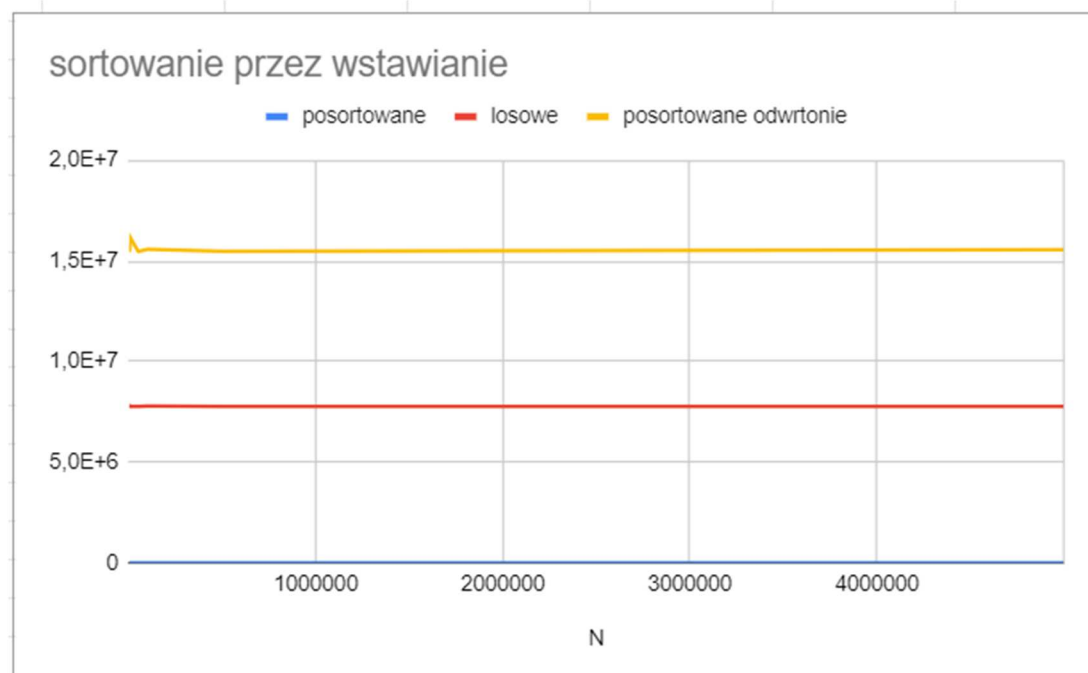 sortowanie przez wstawianie
posortowane losowe posortowane odwrtonie
2,0E+7
1,5E+7
1,0E+7
5,0E+6
0
1000000 2000000 3000000 4000000
N